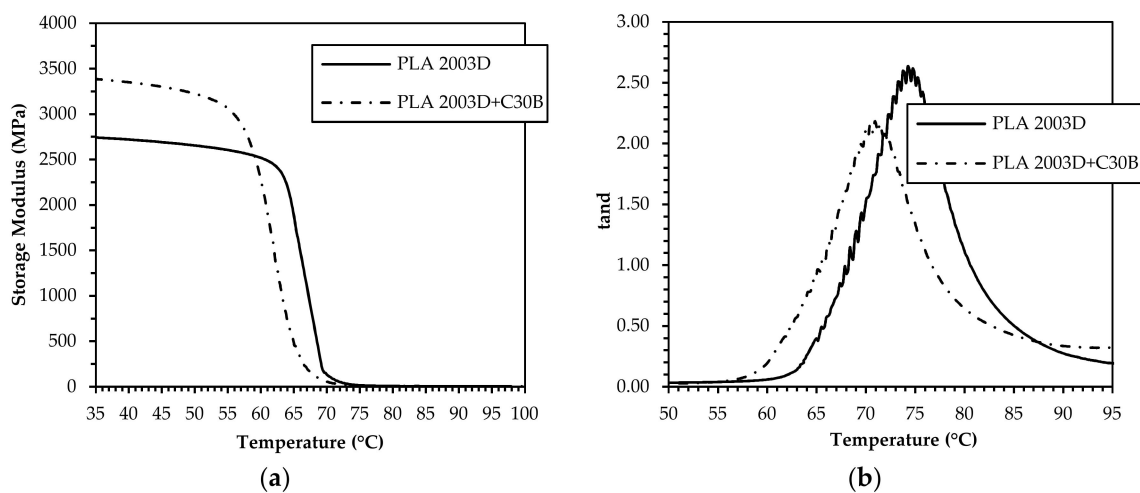 4000
3500
3000
2500
2000
1500
1000
500
0
Storage Modulus (MPa)
PLA 2003D
PLA 2003D+C30B
35 40 45 50 55 60 65 70 75 80 85 90 95 100
Temperature (°C)
(a)
3.00
2.50
2.00
1.50
1.00
0.50
0.00
tand
PLA 2003D
PLA 2003D+C30B
50 55 60 65 70 75 80 85 90 95
Temperature (°C)
(b)